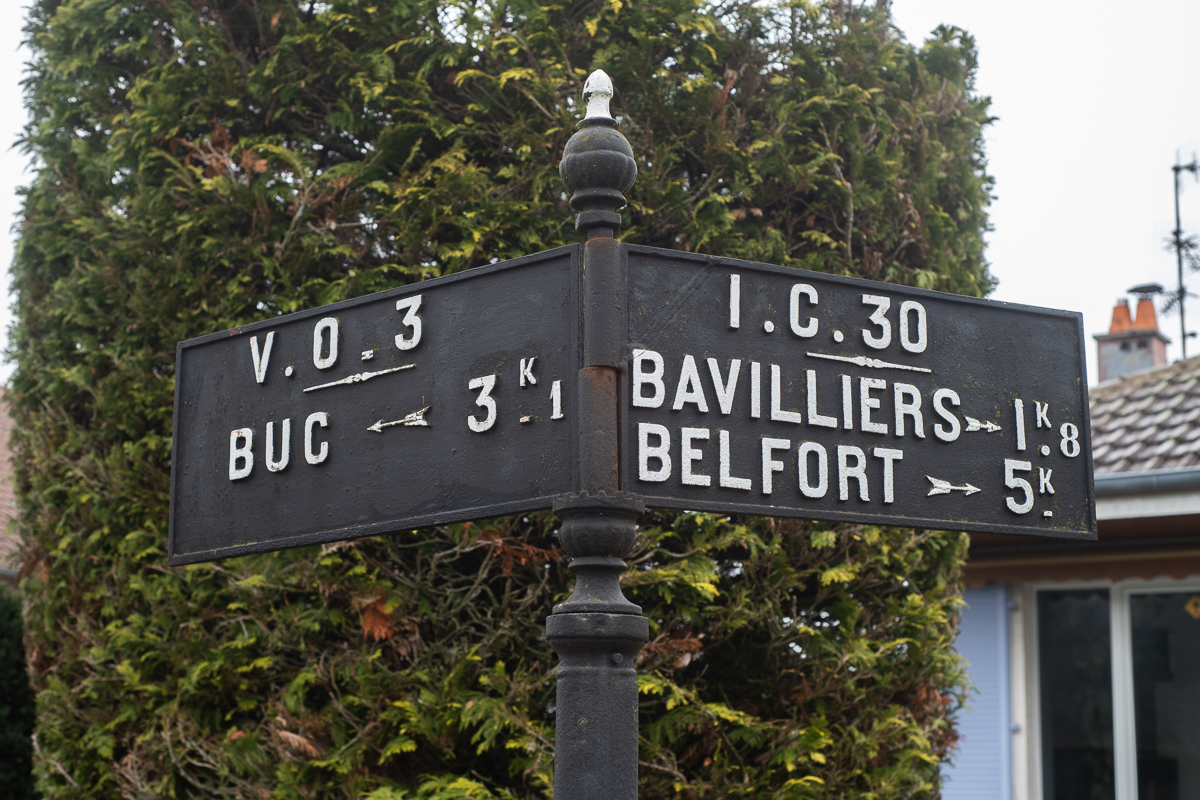 V. O. 3
BUC 3K.1
I. C. 30
BAVILLIERS 1K.8
BELFORT 5K.